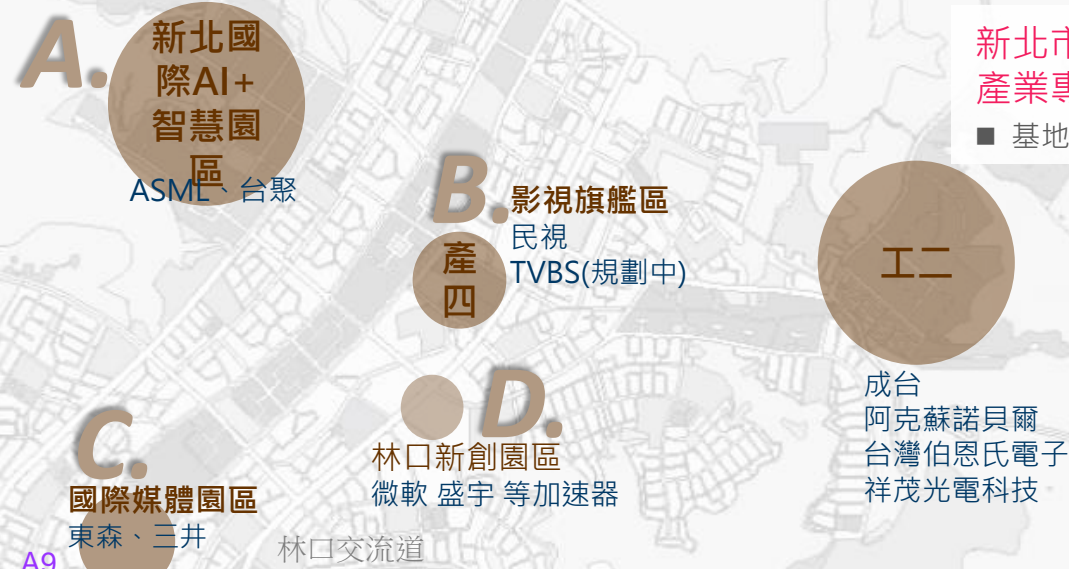 A.
新北國
際AI+
智慧園
區
ASML、台聚
B.
影視旗艦區
民視
TVBS(規劃中)
產
四
新北市
產業專
■ 基地
工二
成台
阿克蘇諾貝爾
台灣伯恩氏電子
祥茂光電科技
C.
國際媒體園區
東森、三井
A9
D.
林口新創園區
微軟 盛宇 等加速器
林口交流道